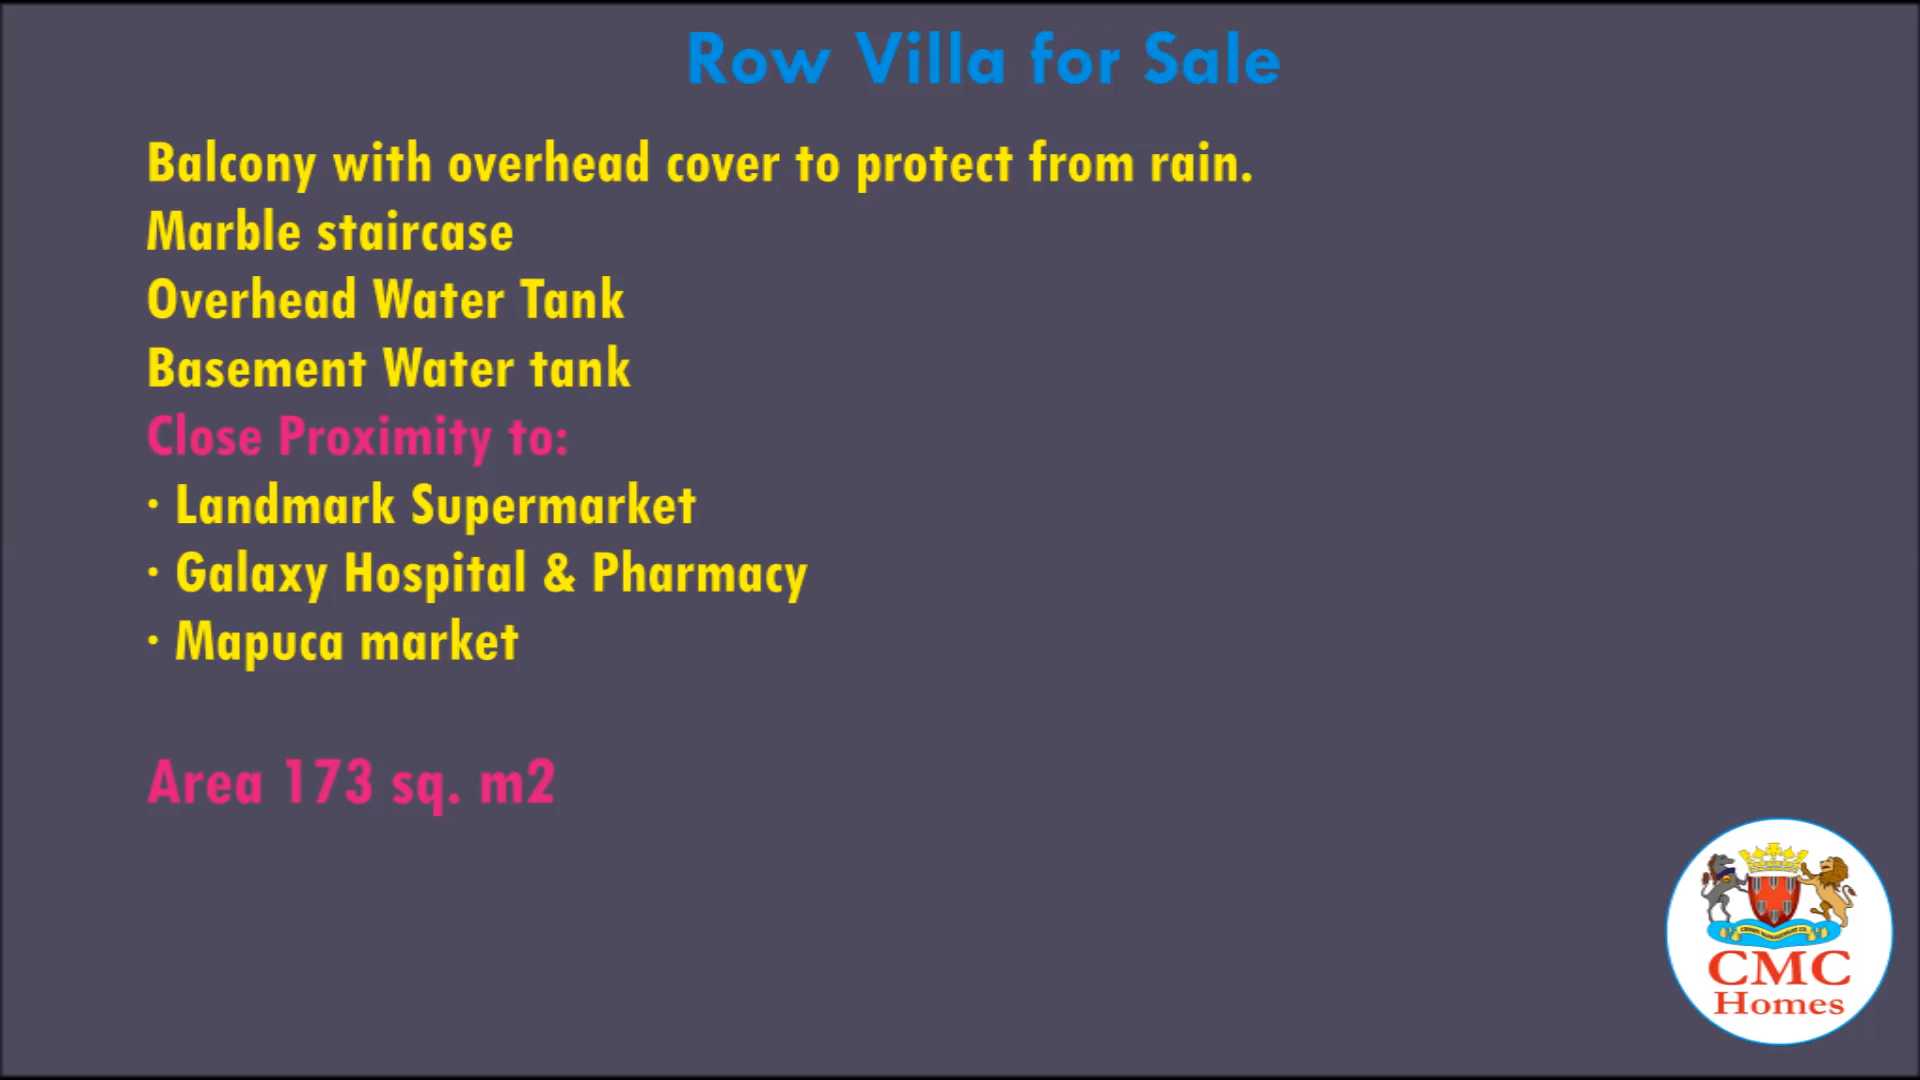 Row Villa for Sale
Balcony with overhead cover to protect from rain.
Marble staircase
Overhead Water Tank
Basement Water tank
Close Proximity to:
· Landmark Supermarket
· Galaxy Hospital & Pharmacy
· Mapuca market
Area 173 sq. m2
CMC
Homes